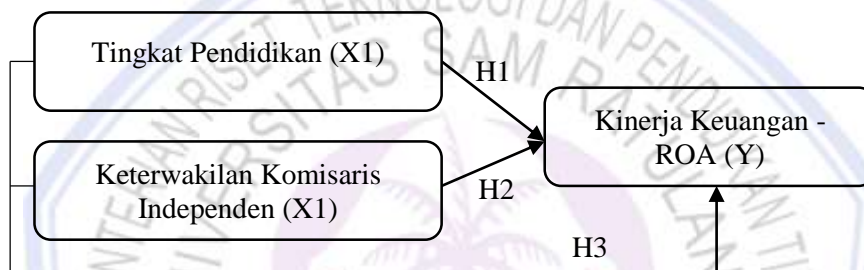 Tingkat Pendidikan (X1)
H1
Kinerja Keuangan -
ROA (Y)
Keterwakilan Komisaris
Independen (X1)
H2
H3